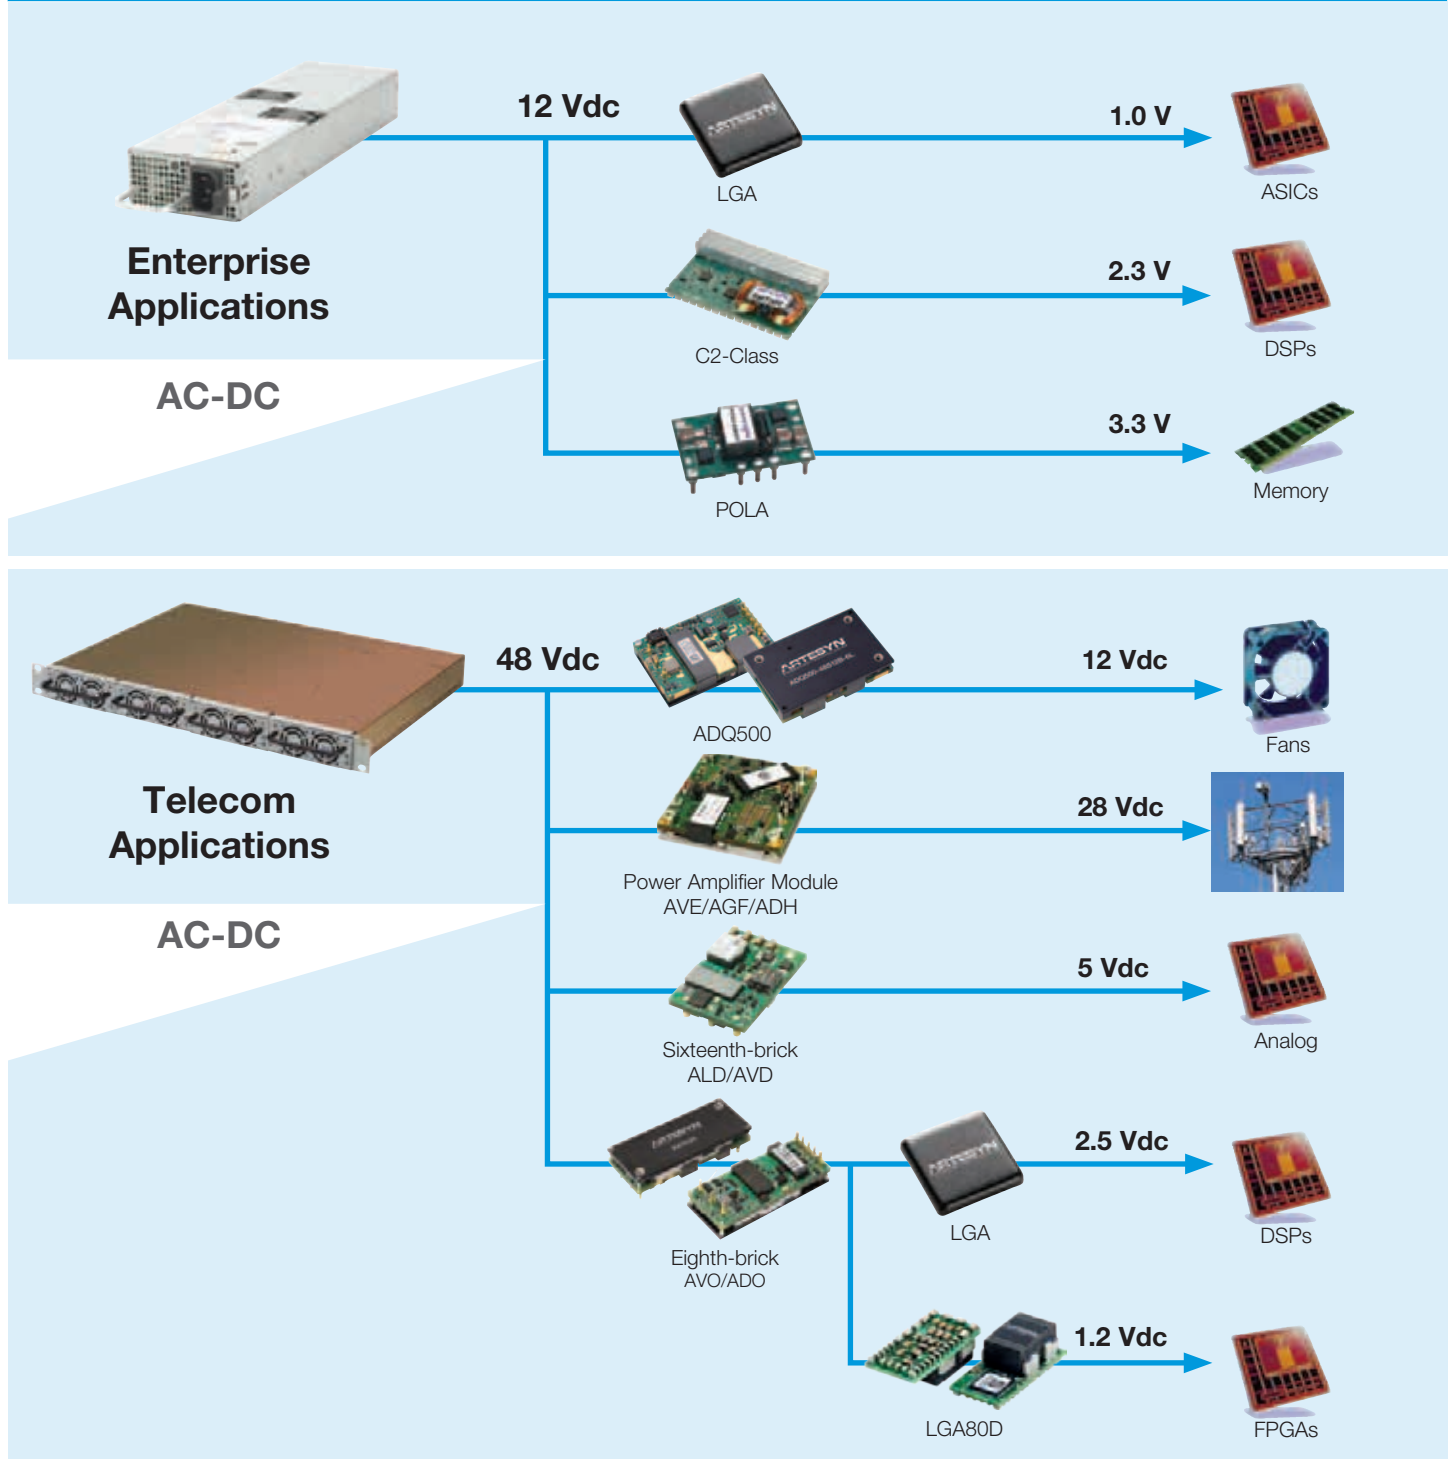 12 Vdc
ARTESYN
LGA
1.0 V
ASICs
Enterprise
Applications
C2-Class
2.3 V
DSPs
AC-DC
POLA
3.3 V
Memory
48 Vdc
ARTESYN
ADQ500
12 Vdc
Fans
Telecom
Applications
Power Amplifier Module
AVE/AGF/ADH
28 Vdc
AC-DC
Sixteenth-brick
ALD/AVD
5 Vdc
Analog
ARTESYN
Eighth-brick
AVO/ADO
ARTESYN
LGA
2.5 Vdc
DSPs
LGA80D
1.2 Vdc
FPGAs